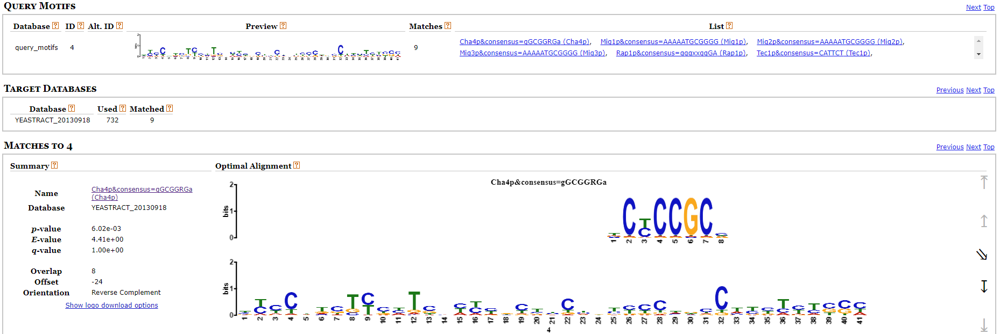 QUERY MOTIFS
Next Top
Database ? ID ? Alt. ID ? Preview ? Matches ? List ?
query_motifs 4 9 Cha4p&consensus=gGCGGRGa (Cha4p), Mig1p&consensus=AAAAATGCGGGG (Mig1p), Mig2p&consensus=AAAAATGCGGGG (Mig2p),
Mig3p&consensus=AAAAATGCGGGG (Mig3p), Rap1p&consensus=gggxxggGA (Rap1p), Tec1p&consensus=CATTCT (Tec1p),
TARGET DATABASES
Previous Next Top
Database ? Used ? Matched ?
YEASTRACT_20130918 732 9
MATCHES TO 4
Previous Next Top
Summary ?
Name Cha4p&consensus=gGCGGRGa
(Cha4p)
Database YEASTRACT_20130918
p-value 6.02e-03
E-value 4.41e+00
q-value 1.00e+00
Overlap 8
Offset -24
Orientation Reverse Complement
Show logo download options
Optimal Alignment ?
Cha4p&consensus=gGCGGRGa
2
bits
1
0
1 2 3 4 5 6 7 8
2
bits
1
0
1 2 3 4 5 6 7 8 9 10 11 12 13 14 15 16 17 18 19 20 21 22 23 24 25 26 27 28 29 30 31 32 33 34 35 36 37 38 39 40 41
4